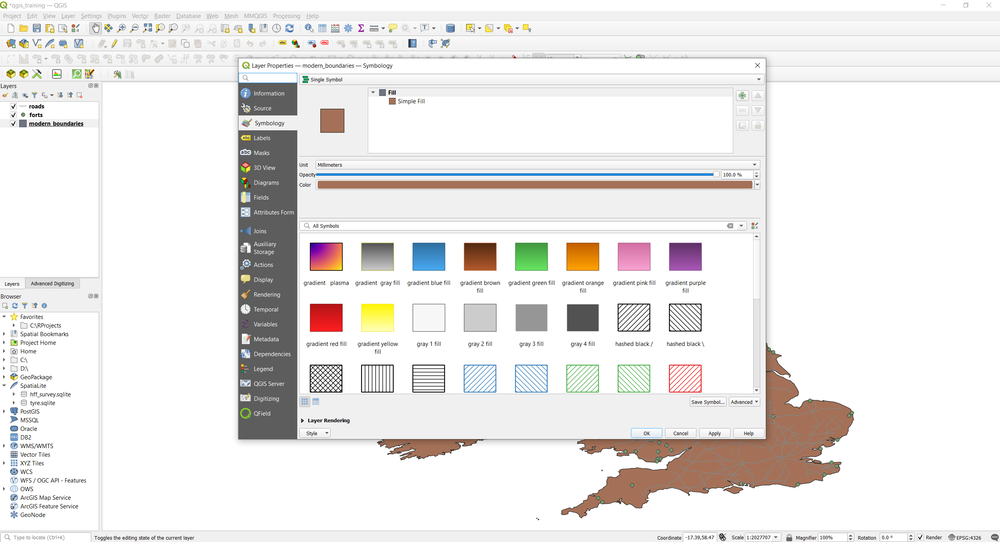 *qgis_training — QGIS
Project Edit View Layer Settings Plugins Vector Raster Database Web Mesh MMQGIS Processing Help
Layer Properties — modern_boundaries — Symbology
Layers
roads
forts
modern_boundaries
Layers Advanced Digitizing
Browser
Favorites
C:\RProjects
Spatial Bookmarks
Project Home
Home
C:\
D:\
GeoPackage
SpatiaLite
hff_survey.sqlite
tyre.sqlite
PostGIS
MSSQL
Oracle
DB2
WMS/WMTS
Vector Tiles
XYZ Tiles
WCS
WFS / OGC API - Features
OWS
ArcGIS Map Service
ArcGIS Feature Service
GeoNode
Information
Source
Symbology
Labels
Masks
3D View
Diagrams
Fields
Attributes Form
Joins
Auxiliary
Storage
Actions
Display
Rendering
Temporal
Variables
Metadata
Dependencies
Legend
QGIS Server
Digitizing
QField
Single Symbol
Fill
Simple Fill
Unit Millimeters
Opacity 100.0 %
Color
All Symbols
gradient plasma gradient gray fill gradient blue fill gradient brown fill gradient green fill gradient orange fill gradient pink fill gradient purple fill
gradient red fill gradient yellow fill gray 1 fill gray 2 fill gray 3 fill gray 4 fill hashed black / hashed black \
Save Symbol... Advanced
Layer Rendering
Style OK Cancel Apply Help
Type to locate (Ctrl+K) Toggles the editing state of the current layer Coordinate -17.39,58.47 Scale 1:2027707 Magnifier 100% Rotation 0.0 ° Render EPSG:4326